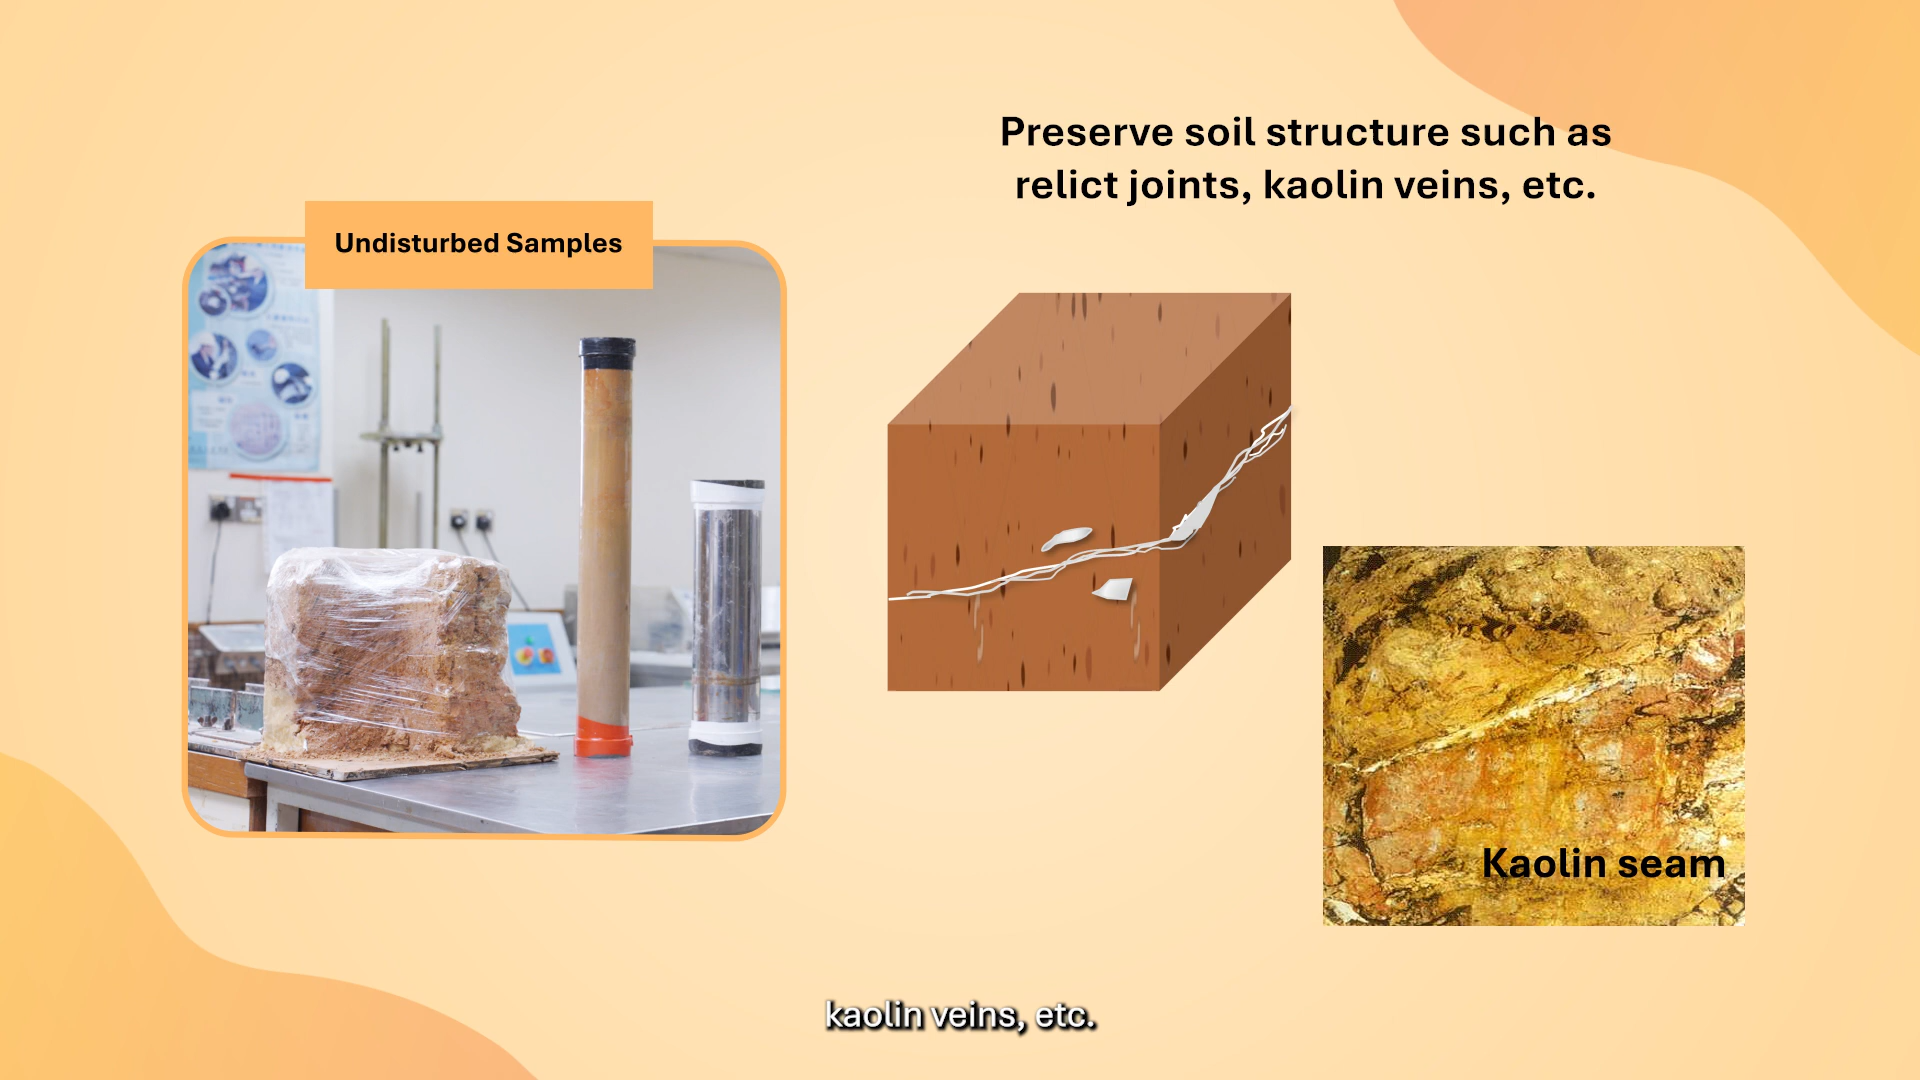 Preserve soil structure such as
relict joints, kaolin veins, etc.
Undisturbed Samples
Kaolin seam
kaolin veins, etc.